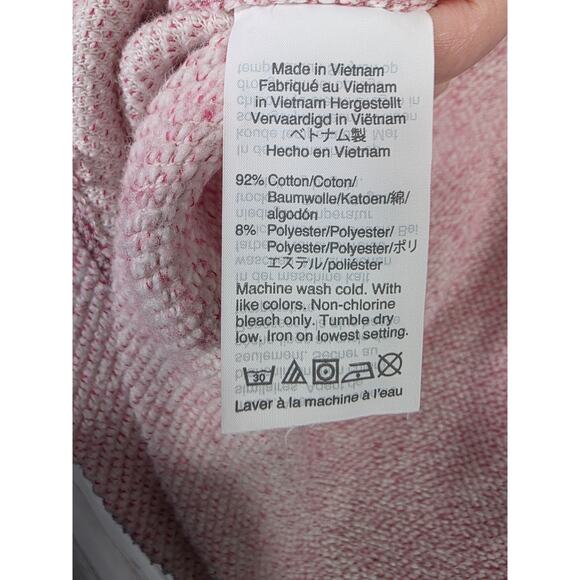 Made in Vietnam
Fabriqué au Vietnam
in Vietnam Hergestellt
Vervaardigd in Viëtnam
ベトナム製
Hecho en Vietnam
92% Cotton/Coton/
Baumwolle/Katoen/綿/
algodón
8% Polyester/Polyester/
Polyester/Polyester/ポリ
エステル/poliéster
Machine wash cold. With
like colors. Non-chlorine
bleach only. Tumble dry
low. Iron on lowest setting.
30
Laver à la machine à l'eau